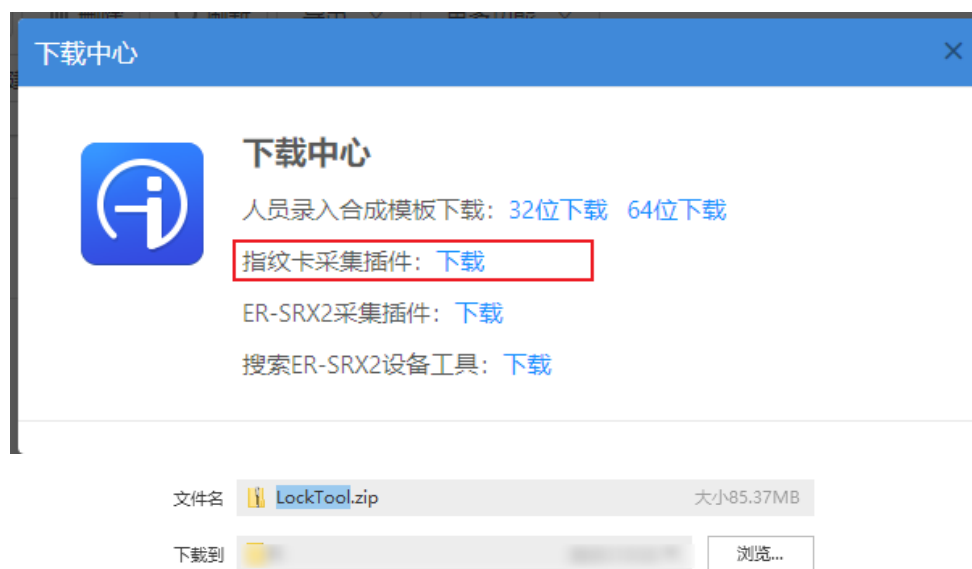 下载中心
下载中心
人员录入合成模板下载：32位下载 64位下载
指纹卡采集插件：下载
ER-SRX2采集插件：下载
搜索ER-SRX2设备工具：下载
文件名 LockTool.zip 大小85.37MB
下载到 浏览...